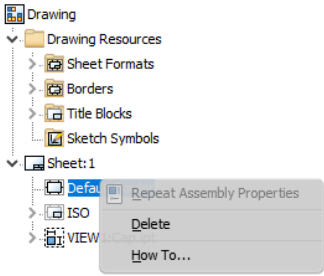 Drawing
Drawing Resources
Sheet Formats
Borders
Title Blocks
Sketch Symbols
Sheet:1
Repeat Assembly Properties
Delete
ISO
How To...